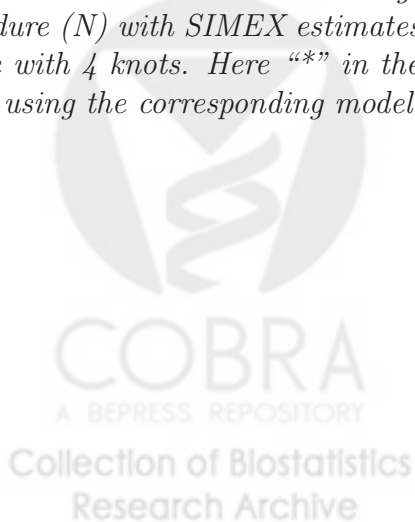 dure (N) with SIMEX estimates
with 4 knots. Here “*” in the
using the corresponding model
COBRA
A BEPRESS REPOSITORY
Collection of Biostatistics
Research Archive